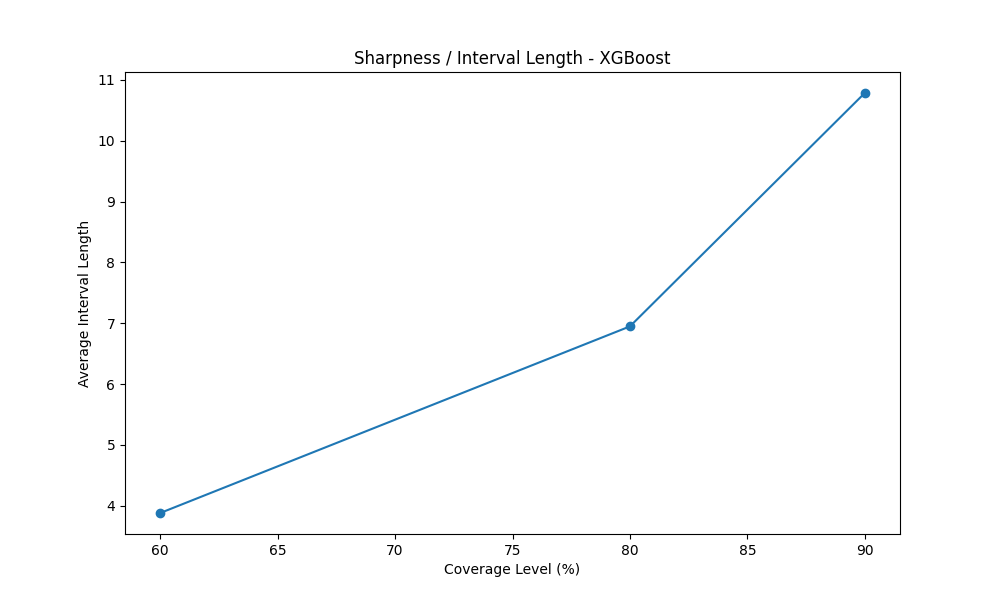 Sharpness / Interval Length - XGBoost
11
10
9
8
7
6
5
4
Average Interval Length
60 65 70 75 80 85 90
Coverage Level (%)